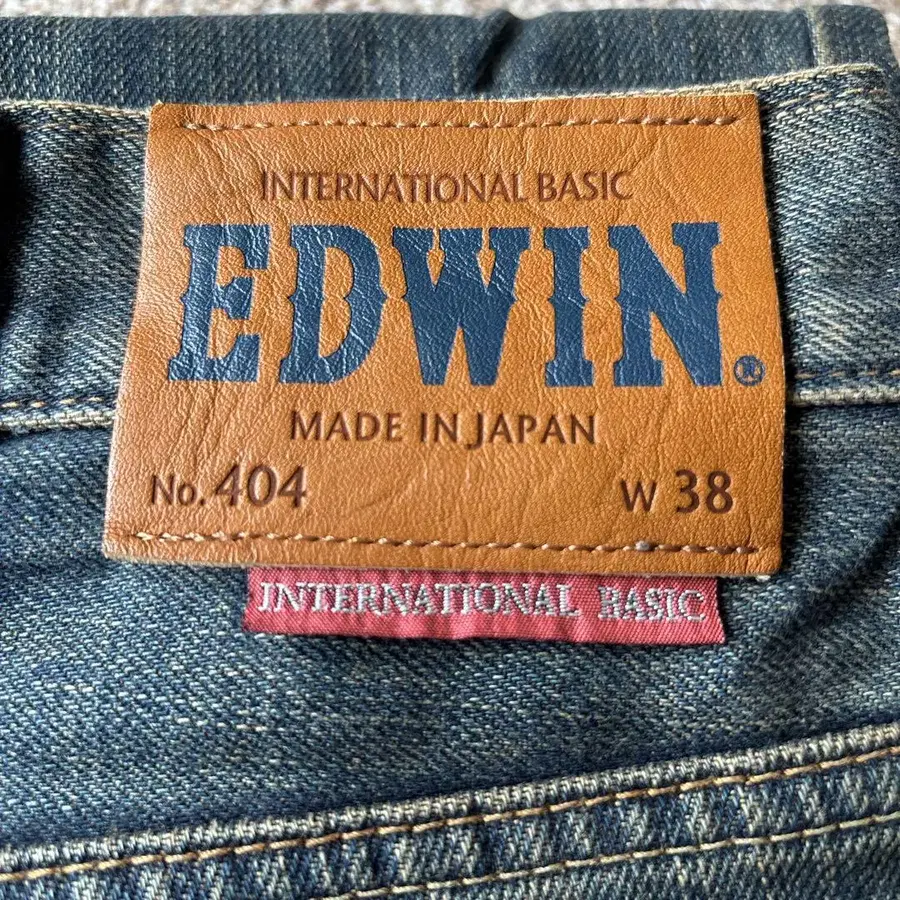 INTERNATIONAL BASIC
EDWIN®
MADE IN JAPAN
No. 404 W 38
INTERNATIONAL BASIC